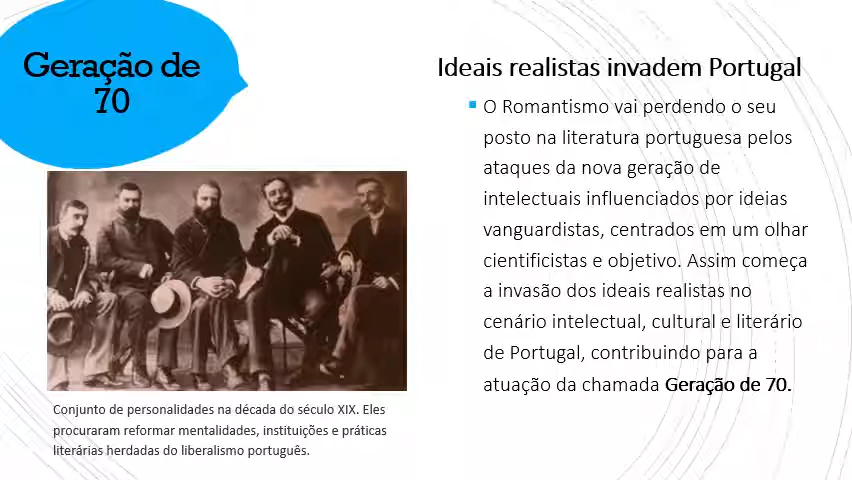 Geração de
70
Ideais realistas invadem Portugal
O Romantismo vai perdendo o seu
posto na literatura portuguesa pelos
ataques da nova geração de
intelectuais influenciados por ideias
vanguardistas, centrados em um olhar
cientificistas e objetivo. Assim começa
a invasão dos ideais realistas no
cenário intelectual, cultural e literário
de Portugal, contribuindo para a
atuação da chamada Geração de 70.
Conjunto de personalidades na década do século XIX. Eles
procuraram reformar mentalidades, instituições e práticas
literárias herdadas do liberalismo português.